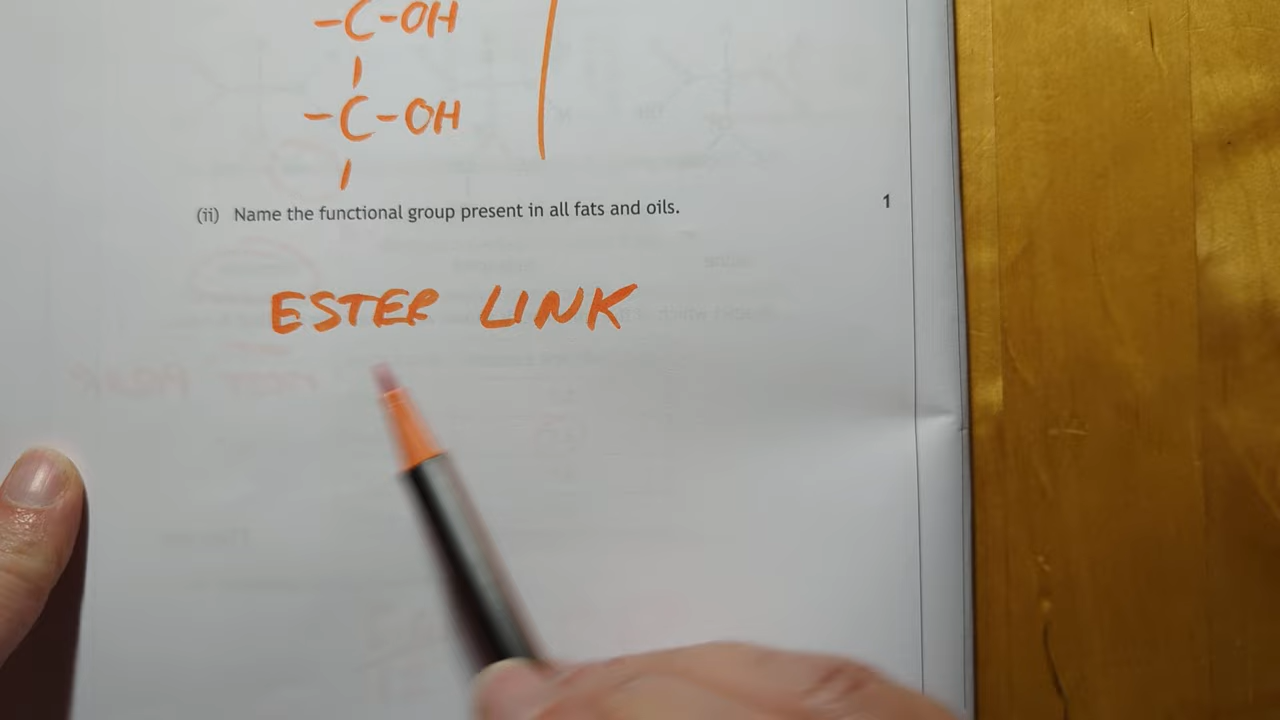 -C-OH
-C-OH
(ii) Name the functional group present in all fats and oils. 1
ESTER LINK